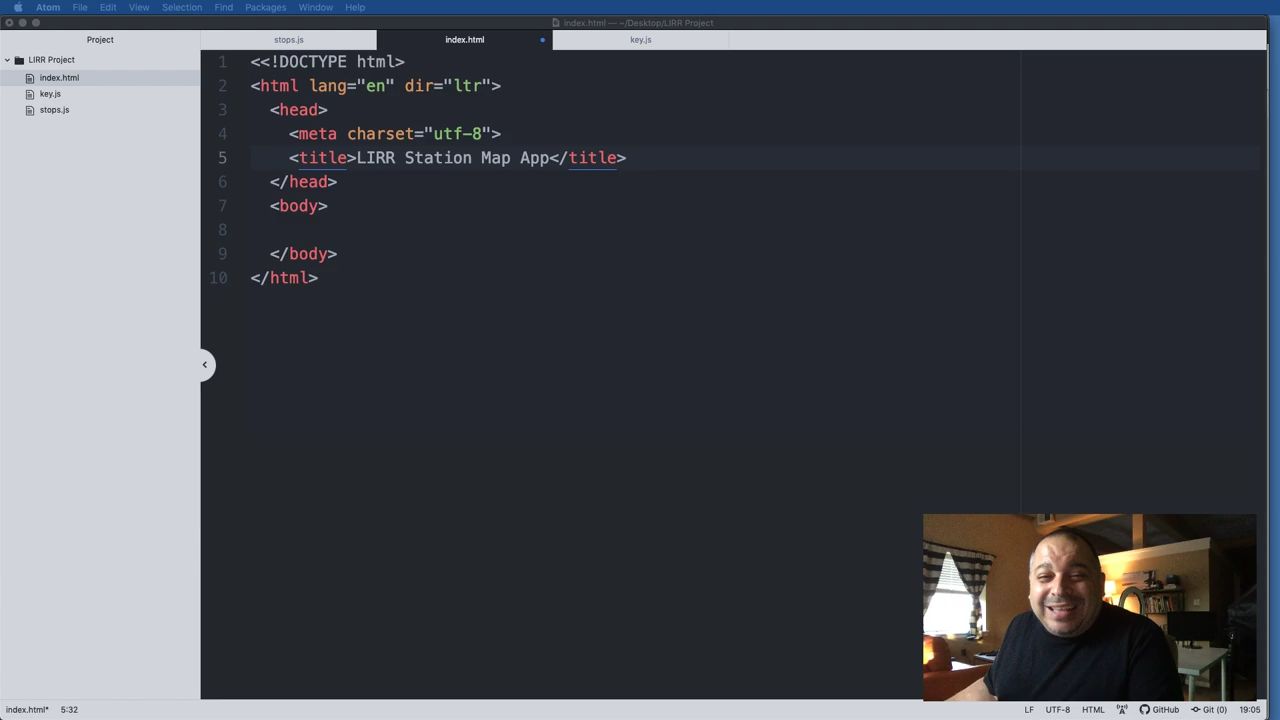 Atom File Edit View Selection Find Packages Window Help
index.html — ~/Desktop/LIRR Project
Project
stops.js
index.html
key.js
LIRR Project
index.html
key.js
stops.js
1 <<!DOCTYPE html>
2 <html lang="en" dir="ltr">
3 <head>
4 <meta charset="utf-8">
5 <title>LIRR Station Map App</title>
6 </head>
7 <body>
8
9 </body>
10 </html>
index.html* 5:32
LF UTF-8 HTML GitHub Git (0) 19:05